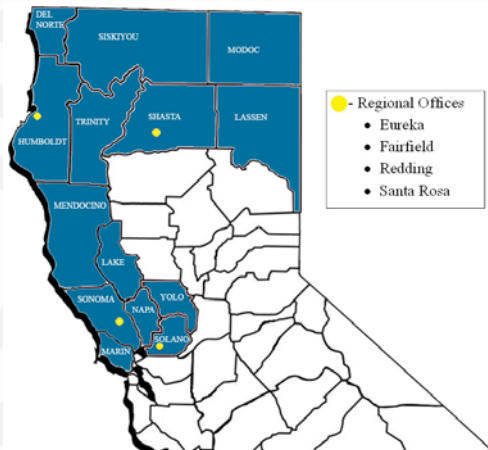 DEL
NORTE
SISKIYOU
MODOC
HUMBOLDT
TRINITY
SHASTA
LASSEN
MENDOCINO
LAKE
SONOMA
NAPA
YOLO
SOLANO
MARIN
- Regional Offices
• Eureka
• Fairfield
• Redding
• Santa Rosa